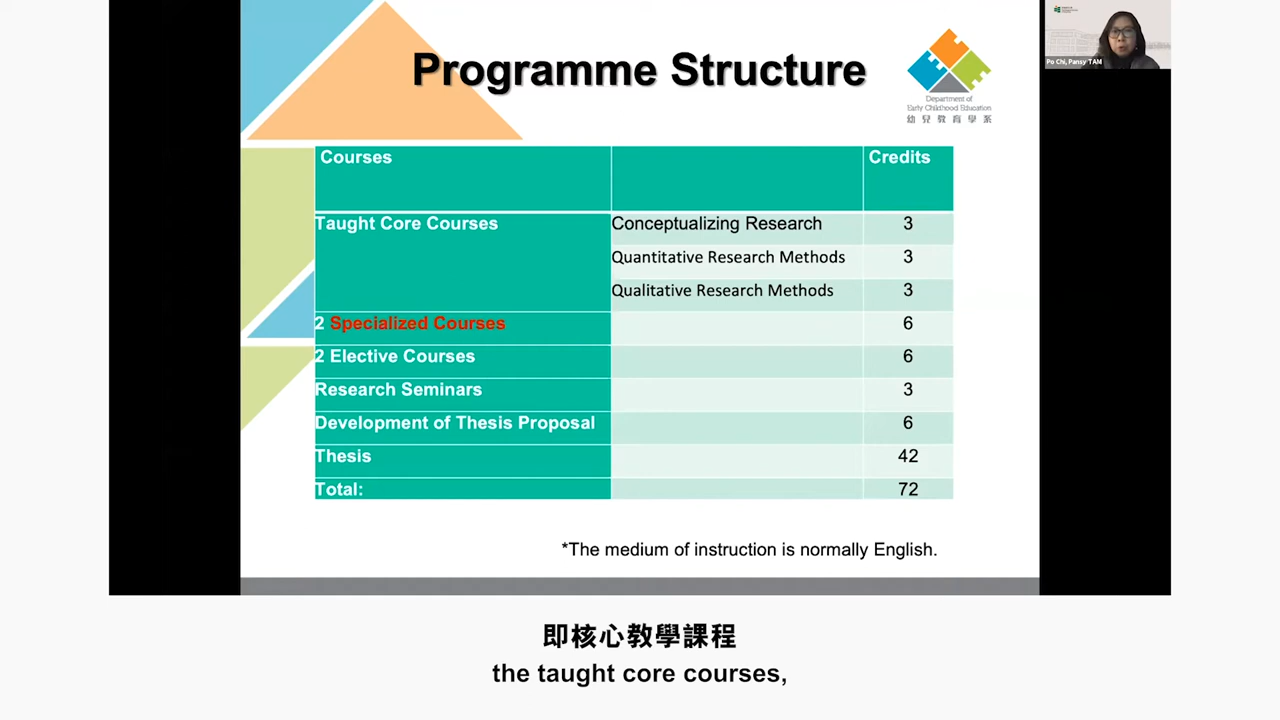 Programme Structure
Department of
Early Childhood Education
幼兒教育學系
Po Chi, Pansy TAM
Courses Credits
Taught Core Courses Conceptualizing Research 3
Quantitative Research Methods 3
Qualitative Research Methods 3
2 Specialized Courses 6
2 Elective Courses 6
Research Seminars 3
Development of Thesis Proposal 6
Thesis 42
Total: 72
*The medium of instruction is normally English.
即核心教學課程
the taught core courses,